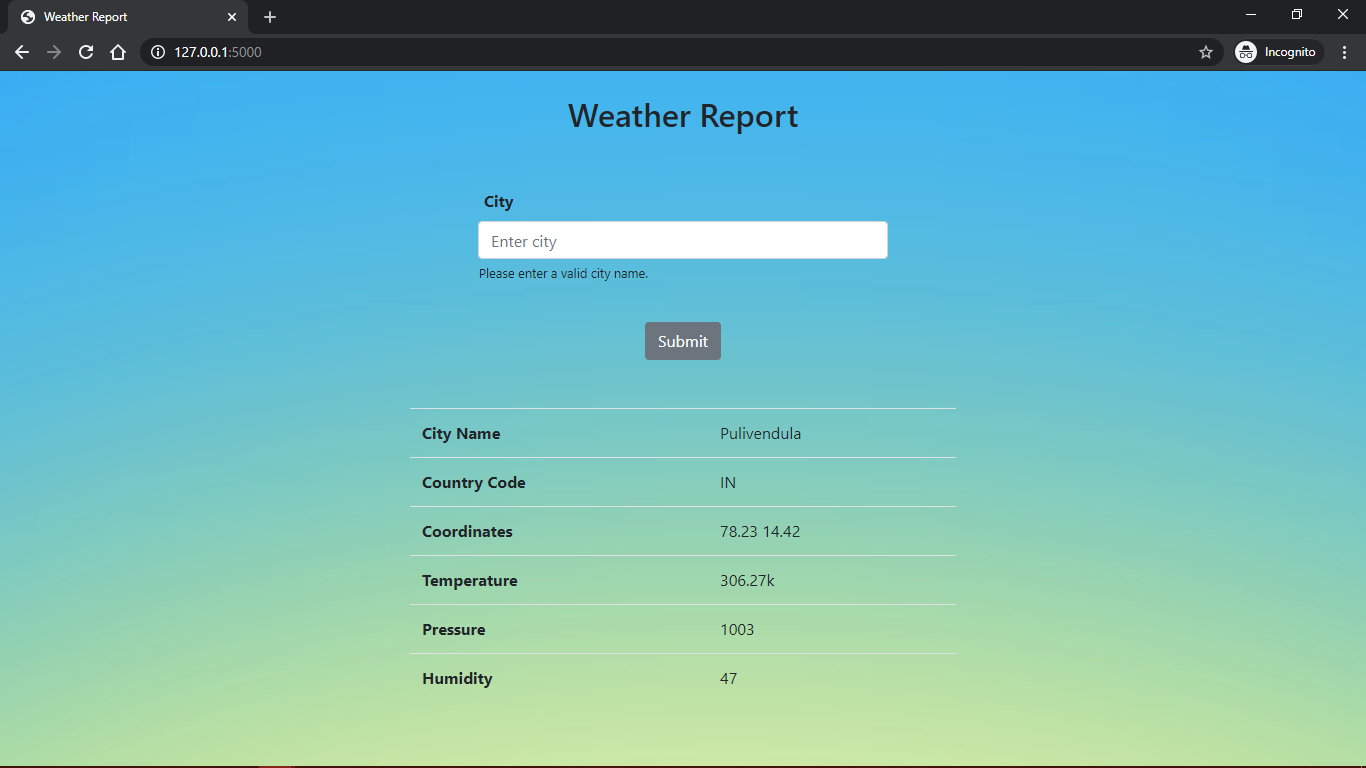 Weather Report
127.0.0.1:5000
Incognito
Weather Report
City
Enter city
Please enter a valid city name.
Submit
City Name Pulivendula
Country Code IN
Coordinates 78.23 14.42
Temperature 306.27k
Pressure 1003
Humidity 47